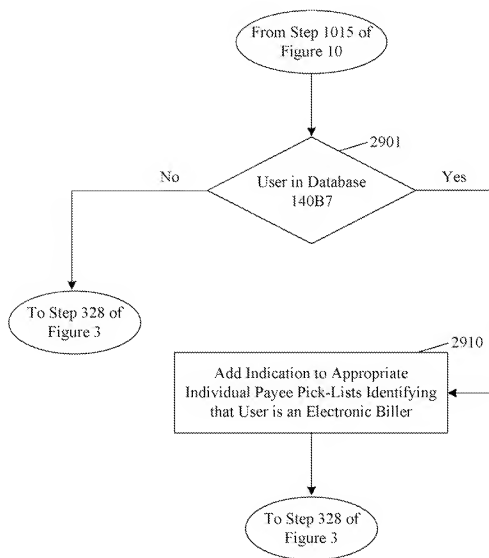 From Step 1015 of
Figure 10
2901
No
User in Database
140B7
Yes
To Step 328 of
Figure 3
2910
Add Indication to Appropriate
Individual Payee Pick-Lists Identifying
that User is an Electronic Biller
To Step 328 of
Figure 3